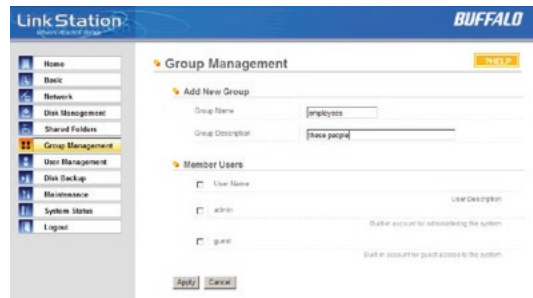 LinkStation
BUFFALO
Home
Basic
Network
Disk Management
Shared Folders
Group Management
User Management
Disk Backup
Maintenance
System Status
Logout
Group Management
?HELP
Add New Group
Group Name
employees
Group Description
these people
Member Users
User Name
User Description
admin
Built-in account for administering the system
guest
Built-in account for guest access to the system
Apply
Cancel